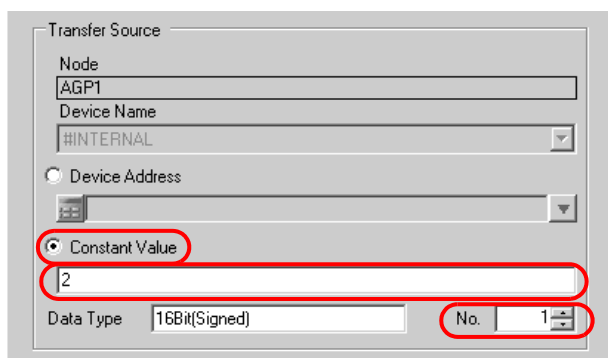 Transfer Source
Node
AGP1
Device Name
#INTERNAL
Device Address
Constant Value
2
Data Type 16Bit(Signed) No. 1